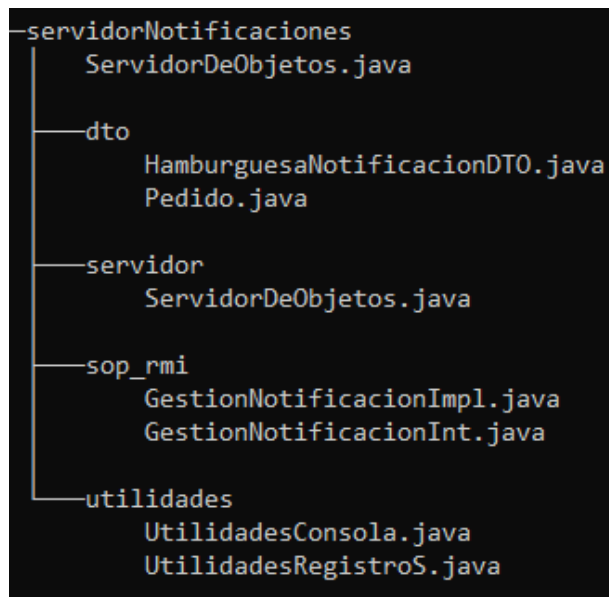 servidorNotificaciones
ServidorDeObjetos.java
dto
HamburguesaNotificacionDTO.java
Pedido.java
servidor
ServidorDeObjetos.java
sop_rmi
GestionNotificacionImpl.java
GestionNotificacionInt.java
utilidades
UtilidadesConsola.java
UtilidadesRegistroS.java